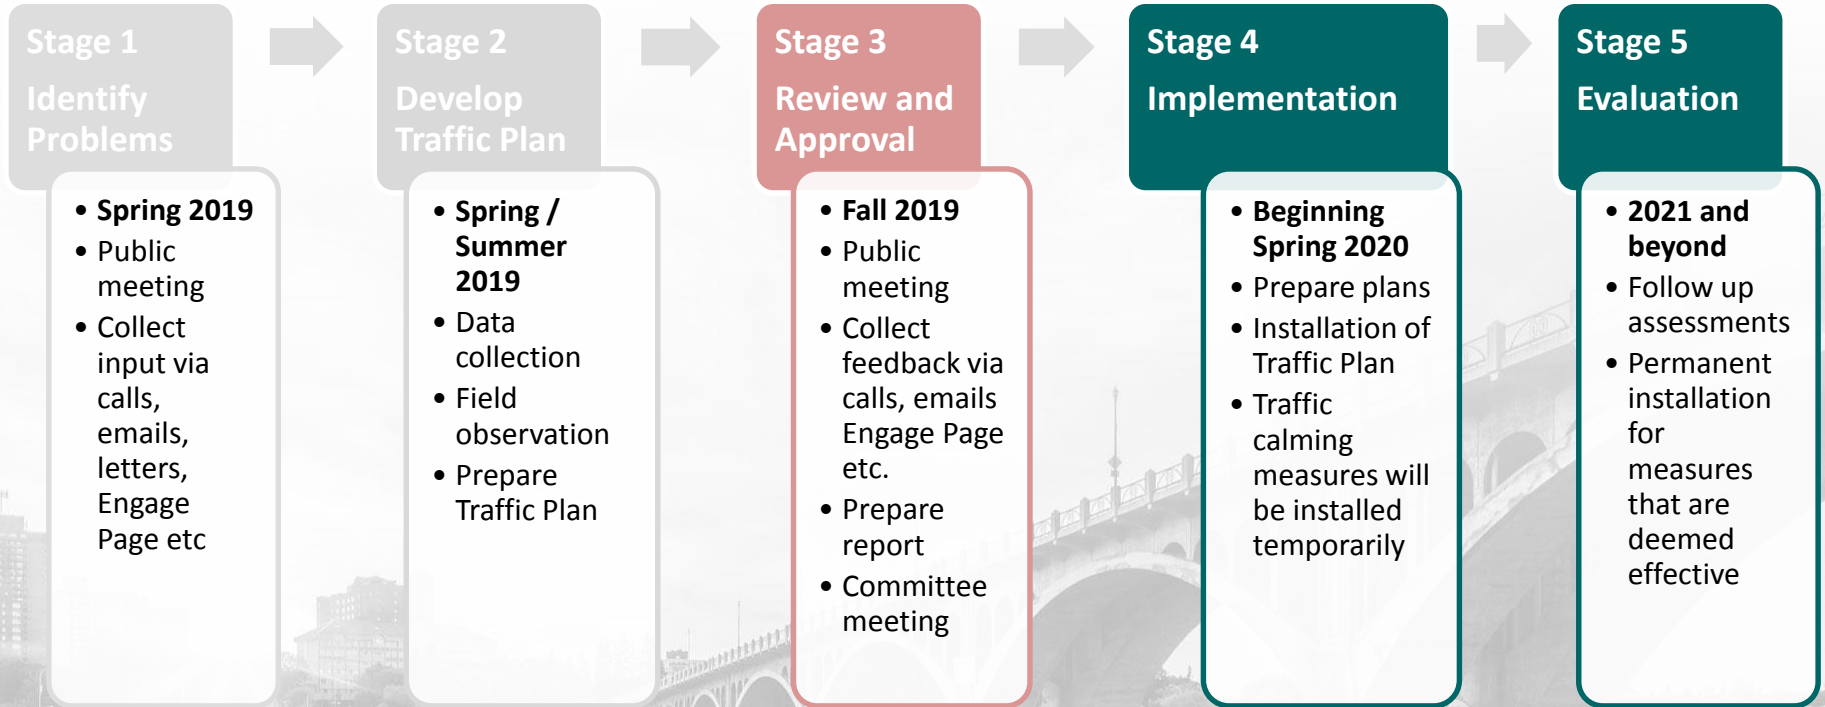 Stage 1
Identify
Problems
• Spring 2019
• Public
meeting
• Collect
input via
calls,
emails,
letters,
Engage
Page etc
Stage 2
Develop
Traffic Plan
• Spring /
Summer
2019
• Data
collection
• Field
observation
• Prepare
Traffic Plan
Stage 3
Review and
Approval
• Fall 2019
• Public
meeting
• Collect
feedback via
calls, emails
Engage Page
etc.
• Prepare
report
• Committee
meeting
Stage 4
Implementation
• Beginning
Spring 2020
• Prepare plans
• Installation of
Traffic Plan
• Traffic
calming
measures will
be installed
temporarily
Stage 5
Evaluation
• 2021 and
beyond
• Follow up
assessments
• Permanent
installation
for
measures
that are
deemed
effective